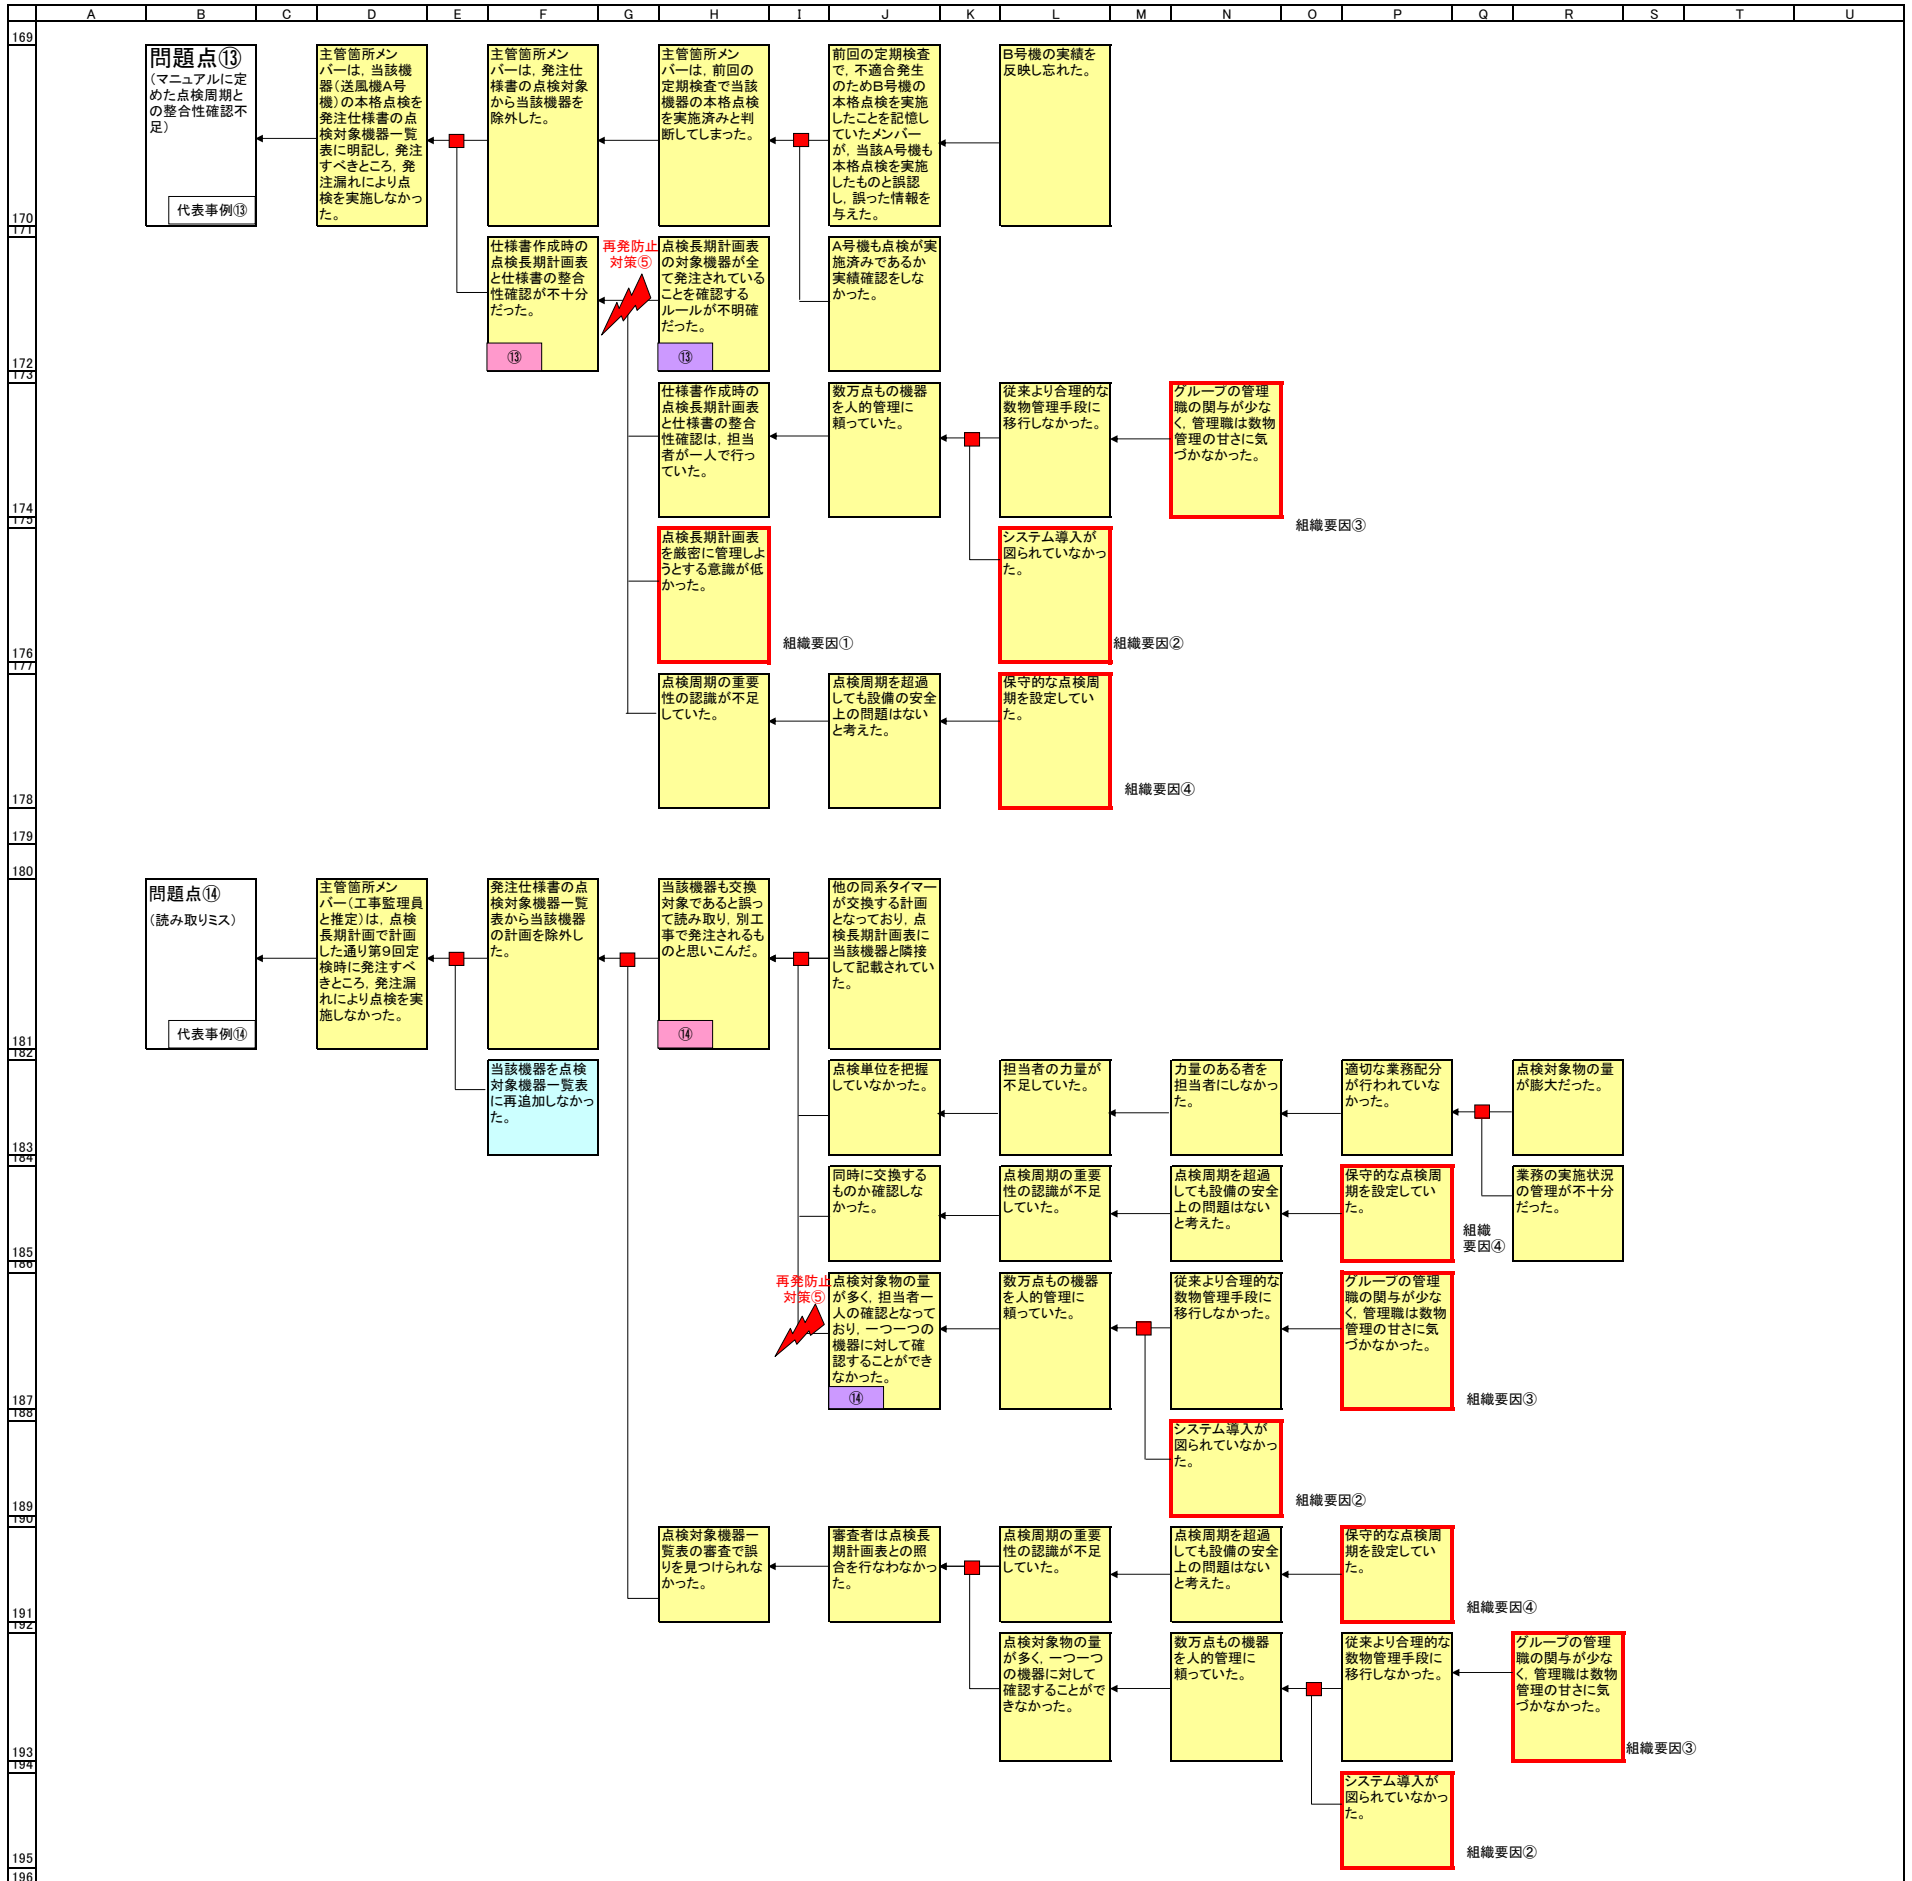 A B C D E F G H I J K L M N O P Q R S T U
169
問題点⑬
（マニュアルに定
めた点検周期と
の整合性確認不
足）
代表事例⑬
主管箇所メン
バーは，当該機
器（送風機A号
機）の本格点検を
発注仕様書の点
検対象機器一覧
表に明記し，発注
すべきところ，発
注漏れにより点
検を実施しなかっ
た。
主管箇所メン
バーは，発注仕
様書の点検対象
から当該機器を
除外した。
主管箇所メン
バーは，前回の
定期検査で当該
機器の本格点検
を実施済みと判
断してしまった。
前回の定期検査
で，不適合発生
のためB号機の
本格点検を実施
したことを記憶し
ていたメンバー
が，当該A号機も
本格点検を実施
したものと誤認
し，誤った情報を
与えた。
B号機の実績を
反映し忘れた。
170
171
仕様書作成時の
点検長期計画表
と仕様書の整合
性確認が不十分
だった。
⑬
再発防止
対策⑤
点検長期計画表
の対象機器が全
て発注されている
ことを確認する
ルールが不明確
だった。
⑬
A号機も点検が実
施済みであるか
実績確認をしな
かった。
172
173
仕様書作成時の
点検長期計画表
と仕様書の整合
性確認は，担当
者が一人で行っ
ていた。
数万点もの機器
を人的管理に
頼っていた。
従来より合理的な
数物管理手段に
移行しなかった。
グループの管理
職の関与が少な
く，管理職は数物
管理の甘さに気
づかなかった。
組織要因③
174
175
点検長期計画表
を厳密に管理しよ
うとする意識が低
かった。
組織要因①
システム導入が
図られていなかっ
た。
組織要因②
176
177
点検周期の重要
性の認識が不足
していた。
点検周期を超過
しても設備の安全
上の問題はない
と考えた。
保守的な点検周
期を設定してい
た。
組織要因④
178
179
180
問題点⑭
（読み取りミス）
代表事例⑭
主管箇所メン
バー（工事監理員
と推定）は，点検
長期計画で計画
した通り第9回定
検時に発注すべ
きところ，発注漏
れにより点検を実
施しなかった。
発注仕様書の点
検対象機器一覧
表から当該機器
の計画を除外し
た。
当該機器も交換
対象であると誤っ
て読み取り，別工
事で発注されるも
のと思いこんだ。
⑭
他の同系タイマー
が交換する計画
となっており，点
検長期計画表に
当該機器と隣接
して記載されてい
た。
181
182
当該機器を点検
対象機器一覧表
に再追加しなかっ
た。
点検単位を把握
していなかった。
担当者の力量が
不足していた。
力量のある者を
担当者にしなかっ
た。
適切な業務配分
が行われていな
かった。
点検対象物の量
が膨大だった。
183
184
同時に交換する
ものか確認しな
かった。
点検周期の重要
性の認識が不足
していた。
点検周期を超過
しても設備の安全
上の問題はない
と考えた。
保守的な点検周
期を設定してい
た。
組織
要因④
業務の実施状況
の管理が不十分
だった。
185
186
再発防止
対策⑤
点検対象物の量
が多く，担当者一
人の確認となって
おり，一つ一つの
機器に対して確
認することができ
なかった。
⑭
数万点もの機器
を人的管理に
頼っていた。
従来より合理的な
数物管理手段に
移行しなかった。
グループの管理
職の関与が少な
く，管理職は数物
管理の甘さに気
づかなかった。
組織要因③
187
188
システム導入が
図られていなかっ
た。
組織要因②
189
190
点検対象機器一
覧表の審査で誤
りを見つけられな
かった。
審査者は点検長
期計画表との照
合を行なわなかっ
た。
点検周期の重要
性の認識が不足
していた。
点検周期を超過
しても設備の安全
上の問題はない
と考えた。
保守的な点検周
期を設定してい
た。
組織要因④
191
192
点検対象物の量
が多く，一つ一つ
の機器に対して
確認することがで
きなかった。
数万点もの機器
を人的管理に
頼っていた。
従来より合理的な
数物管理手段に
移行しなかった。
グループの管理
職の関与が少な
く，管理職は数物
管理の甘さに気
づかなかった。
組織要因③
193
194
システム導入が
図られていなかっ
た。
組織要因②
195
196